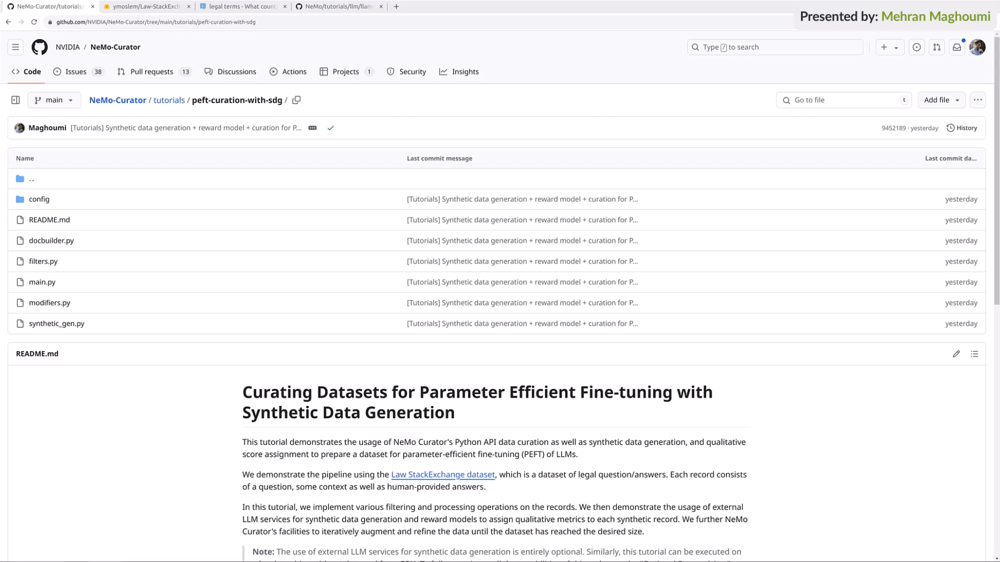 NeMo-Curator/tutorials/
ymoslem/Law-StackExch
legal terms - What count
NeMo/tutorials/llm/llam
Presented by: Mehran Maghoumi
github.com/NVIDIA/NeMo-Curator/tree/main/tutorials/peft-curation-with-sdg
NVIDIA / NeMo-Curator
Type / to search
Code
Issues 38
Pull requests 13
Discussions
Actions
Projects 1
Security
Insights
main
NeMo-Curator / tutorials / peft-curation-with-sdg /
Go to file t
Add file
Maghoumi [Tutorials] Synthetic data generation + reward model + curation for P...
9452189 · yesterday
History
Name Last commit message Last commit da...
..
config [Tutorials] Synthetic data generation + reward model + curation for P... yesterday
README.md [Tutorials] Synthetic data generation + reward model + curation for P... yesterday
docbuilder.py [Tutorials] Synthetic data generation + reward model + curation for P... yesterday
filters.py [Tutorials] Synthetic data generation + reward model + curation for P... yesterday
main.py [Tutorials] Synthetic data generation + reward model + curation for P... yesterday
modifiers.py [Tutorials] Synthetic data generation + reward model + curation for P... yesterday
synthetic_gen.py [Tutorials] Synthetic data generation + reward model + curation for P... yesterday
README.md
Curating Datasets for Parameter Efficient Fine-tuning with
Synthetic Data Generation
This tutorial demonstrates the usage of NeMo Curator's Python API data curation as well as synthetic data generation, and qualitative
score assignment to prepare a dataset for parameter-efficient fine-tuning (PEFT) of LLMs.
We demonstrate the pipeline using the Law StackExchange dataset, which is a dataset of legal question/answers. Each record consists
of a question, some context as well as human-provided answers.
In this tutorial, we implement various filtering and processing operations on the records. We then demonstrate the usage of external
LLM services for synthetic data generation and reward models to assign qualitative metrics to each synthetic record. We further NeMo
Curator's facilities to iteratively augment and refine the data until the dataset has reached the desired size.
Note: The use of external LLM services for synthetic data generation is entirely optional. Similarly, this tutorial can be executed on